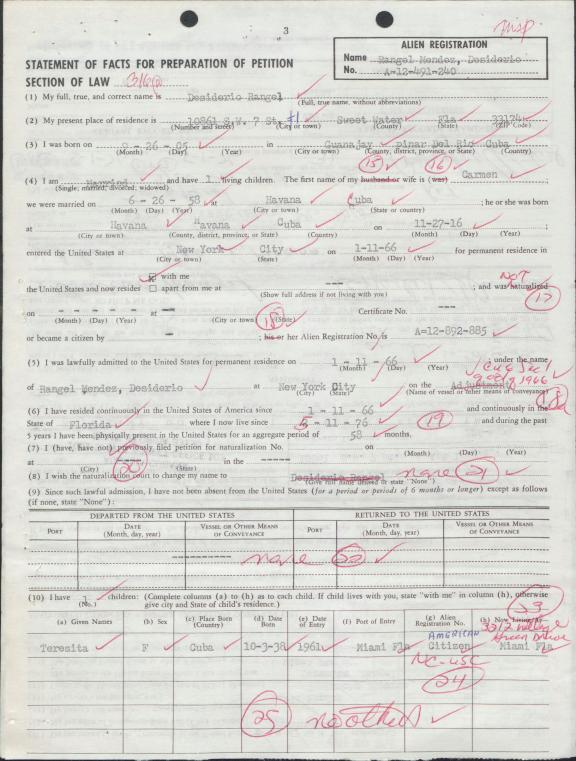 3
misp
ALIEN REGISTRATION
Name Rangel Mendez, Desiderio
No. A-12-491-240
STATEMENT OF FACTS FOR PREPARATION OF PETITION
SECTION OF LAW 316(a)
(1) My full, true, and correct name is Desiderio Rangel
(Full, true name, without abbreviations)
(2) My present place of residence is 10861 S.W. 7 St. #1 Sweet Water Fla 33174
(Number and street) (City or town) (County) (State) (ZIP Code)
(3) I was born on -26-05 in Guanajay Pinar Del Rio Cuba
(Month) (Day) (Year) (City or town) (County, district, province, or State) (Country)
15 16
(4) I am Married and have 1 living children. The first name of my husband or wife is (was) Carmen
(Single; married; divorced; widowed)
we were married on 6-26-58 at Havana Cuba ; he or she was born
(Month) (Day) (Year) (City or town) (State or country)
at Havana Havana Cuba on 11-27-16 ;
(City or town) (County, district, province, or State) (Country) (Month) (Day) (Year)
entered the United States at New York City on 1-11-66 for permanent residence in
(City or town) (State) (Month) (Day) (Year)
with me
the United States and now resides apart from me at --- ; and was naturalized
NOT 17
(Show full address if not living with you)
on - - - - - at - Certificate No. ---
(Month) (Day) (Year) (City or town) (State)
18
or became a citizen by - ; his or her Alien Registration No. is A=12-892-885
(5) I was lawfully admitted to the United States for permanent residence on 1 - 11 - 66 under the name
(Month) (Day) (Year)
of Rangel Mendez, Desiderio at New York City on the Adjustment
(City) (State) (Name of vessel or other means of conveyance)
18
(6) I have resided continuously in the United States of America since 1 - 11 - 66 and continuously in the
(Month) (Day) (Year)
State of Florida where I now live since 5 - 11 - 76 19 and during the past
(Month) (Day) (Year)
5 years I have been physically present in the United States for an aggregate period of 58 months.
(7) I (have, have not) previously filed petition for naturalization No. on
(Month) (Day) (Year)
at ---- in the -----
(City) (State)
20
(8) I wish the naturalization court to change my name to Desiderio Rangel none 21
(Give full name desired or state "None")
(9) Since such lawful admission, I have not been absent from the United States (for a period or periods of 6 months or longer) except as follows
(if none, state "None"):
DEPARTED FROM THE UNITED STATES RETURNED TO THE UNITED STATES
PORT DATE (Month, day, year) VESSEL OR OTHER MEANS OF CONVEYANCE PORT DATE (Month, day, year) VESSEL OR OTHER MEANS OF CONVEYANCE
----------- none 22
23
(10) I have 1 children: (Complete columns (a) to (h) as to each child. If child lives with you, state "with me" in column (h), otherwise
(No.) give city and State of child's residence.)
(a) Given Names (b) Sex (c) Place Born (Country) (d) Date Born (e) Date of Entry (f) Port of Entry (g) Alien Registration No. (h) Now Living At
AMERICAN
Teresita F Cuba 10-3-38 1961 Miami Fla Citizen Miami Fla
NC-USC
24
25 no others